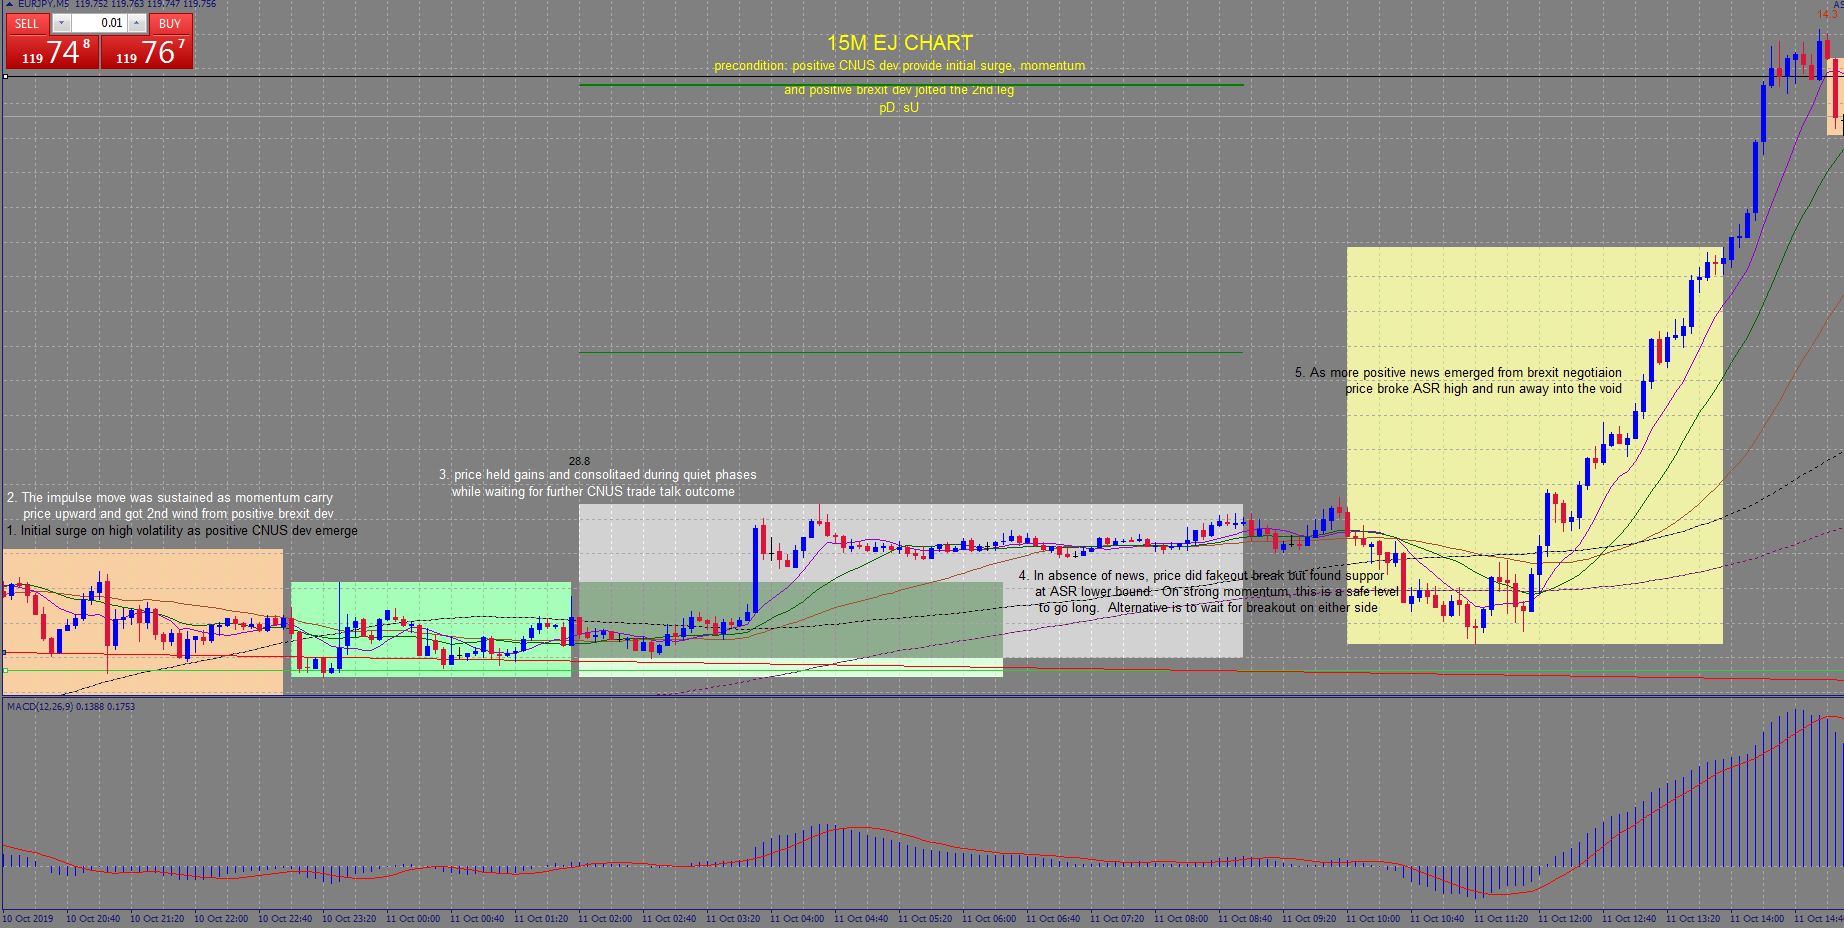 EURJPY,M5 119.752 119.763 119.747 119.756
SELL 0.01 BUY
119 74 8 119 76 7
14.3
15M EJ CHART
precondition: positive CNUS dev provide initial surge, momentum
and positive brexit dev jolted the 2nd leg
pD. sU
5. As more positive news emerged from brexit negotiaion
price broke ASR high and run away into the void
28.8
3. price held gains and consolitaed during quiet phases
while waiting for further CNUS trade talk outcome
2. The impulse move was sustained as momentum carry
price upward and got 2nd wind from positive brexit dev
1. Initial surge on high volatility as positive CNUS dev emerge
4. In absence of news, price did fakeout break but found suppor
at ASR lower bound. On strong momentum, this is a safe level
to go long. Alternative is to wait for breakout on either side
MACD(12,26,9) 0.1388 0.1753
10 Oct 2019 10 Oct 20:40 10 Oct 21:20 10 Oct 22:00 10 Oct 22:40 10 Oct 23:20 11 Oct 00:00 11 Oct 00:40 11 Oct 01:20 11 Oct 02:00 11 Oct 02:40 11 Oct 03:20 11 Oct 04:00 11 Oct 04:40 11 Oct 05:20 11 Oct 06:00 11 Oct 06:40 11 Oct 07:20 11 Oct 08:00 11 Oct 08:40 11 Oct 09:20 11 Oct 10:00 11 Oct 10:40 11 Oct 11:20 11 Oct 12:00 11 Oct 12:40 11 Oct 13:20 11 Oct 14:00 11 Oct 14:4